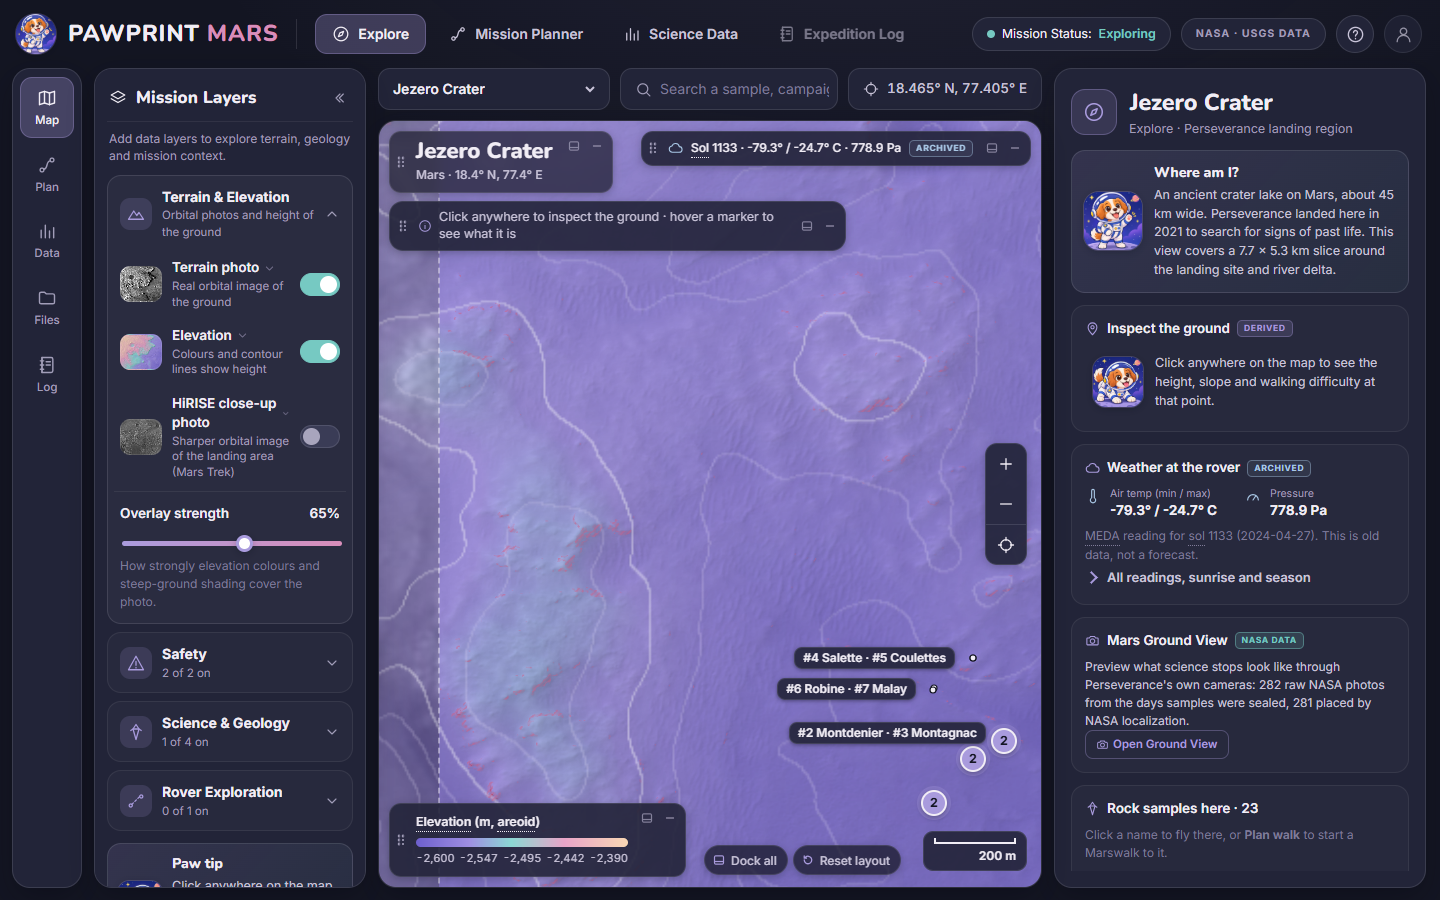 PAWPRINT MARS
Explore
Mission Planner
Science Data
Expedition Log
Mission Status: Exploring
NASA · USGS DATA
Map
Plan
Data
Files
Log
Mission Layers
Add data layers to explore terrain, geology
and mission context.
Terrain & Elevation
Orbital photos and height of
the ground
Terrain photo
Real orbital image of
the ground
Elevation
Colours and contour
lines show height
HiRISE close-up
photo
Sharper orbital image
of the landing area
(Mars Trek)
Overlay strength 65%
How strongly elevation colours and
steep-ground shading cover the
photo.
Safety
2 of 2 on
Science & Geology
1 of 4 on
Rover Exploration
0 of 1 on
Paw tip
Click anywhere on the map
Jezero Crater
Search a sample, campaig
18.465° N, 77.405° E
Jezero Crater
Mars · 18.4° N, 77.4° E
Sol 1133 · -79.3° / -24.7° C · 778.9 Pa ARCHIVED
Click anywhere to inspect the ground · hover a marker to
see what it is
#4 Salette · #5 Coulettes
#6 Robine · #7 Malay
#2 Montdenier · #3 Montagnac
2
2
2
Elevation (m, areoid)
-2,600 -2,547 -2,495 -2,442 -2,390
Dock all
Reset layout
200 m
Jezero Crater
Explore · Perseverance landing region
Where am I?
An ancient crater lake on Mars, about 45
km wide. Perseverance landed here in
2021 to search for signs of past life. This
view covers a 7.7 × 5.3 km slice around
the landing site and river delta.
Inspect the ground DERIVED
Click anywhere on the map to see the
height, slope and walking difficulty at
that point.
Weather at the rover ARCHIVED
Air temp (min / max)
-79.3° / -24.7° C
Pressure
778.9 Pa
MEDA reading for sol 1133 (2024-04-27). This is old
data, not a forecast.
All readings, sunrise and season
Mars Ground View NASA DATA
Preview what science stops look like through
Perseverance's own cameras: 282 raw NASA photos
from the days samples were sealed, 281 placed by
NASA localization.
Open Ground View
Rock samples here · 23
Click a name to fly there, or Plan walk to start a
Marswalk to it.